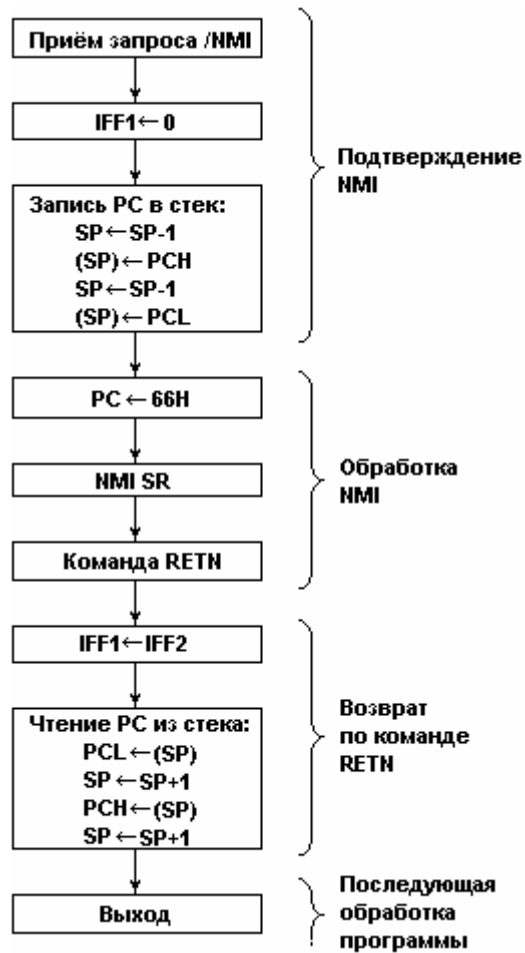 Приём запроса /NMI
IFF1←0
Подтверждение
NMI
Запись PC в стек:
SP←SP-1
(SP)←PCH
SP←SP-1
(SP)←PCL
PC←66H
NMI SR
Обработка
NMI
Команда RETN
IFF1←IFF2
Чтение PC из стека:
PCL←(SP)
SP←SP+1
PCH←(SP)
SP←SP+1
Возврат
по команде
RETN
Выход
Последующая
обработка
программы